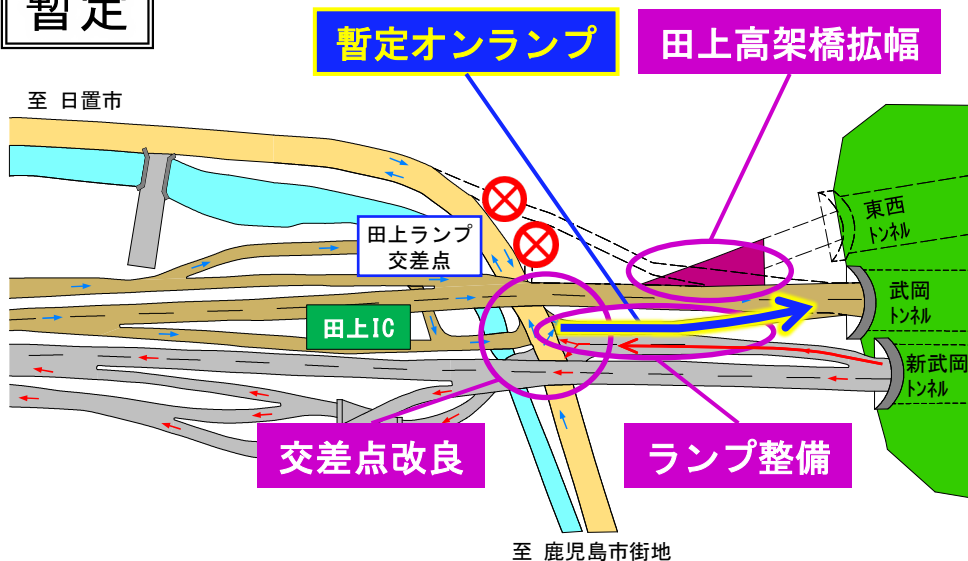 暫定
暫定オンランプ
田上高架橋拡幅
至 日置市
東西
トンネル
田上ランプ
交差点
武岡
トンネル
田上IC
新武岡
トンネル
交差点改良
ランプ整備
至 鹿児島市街地